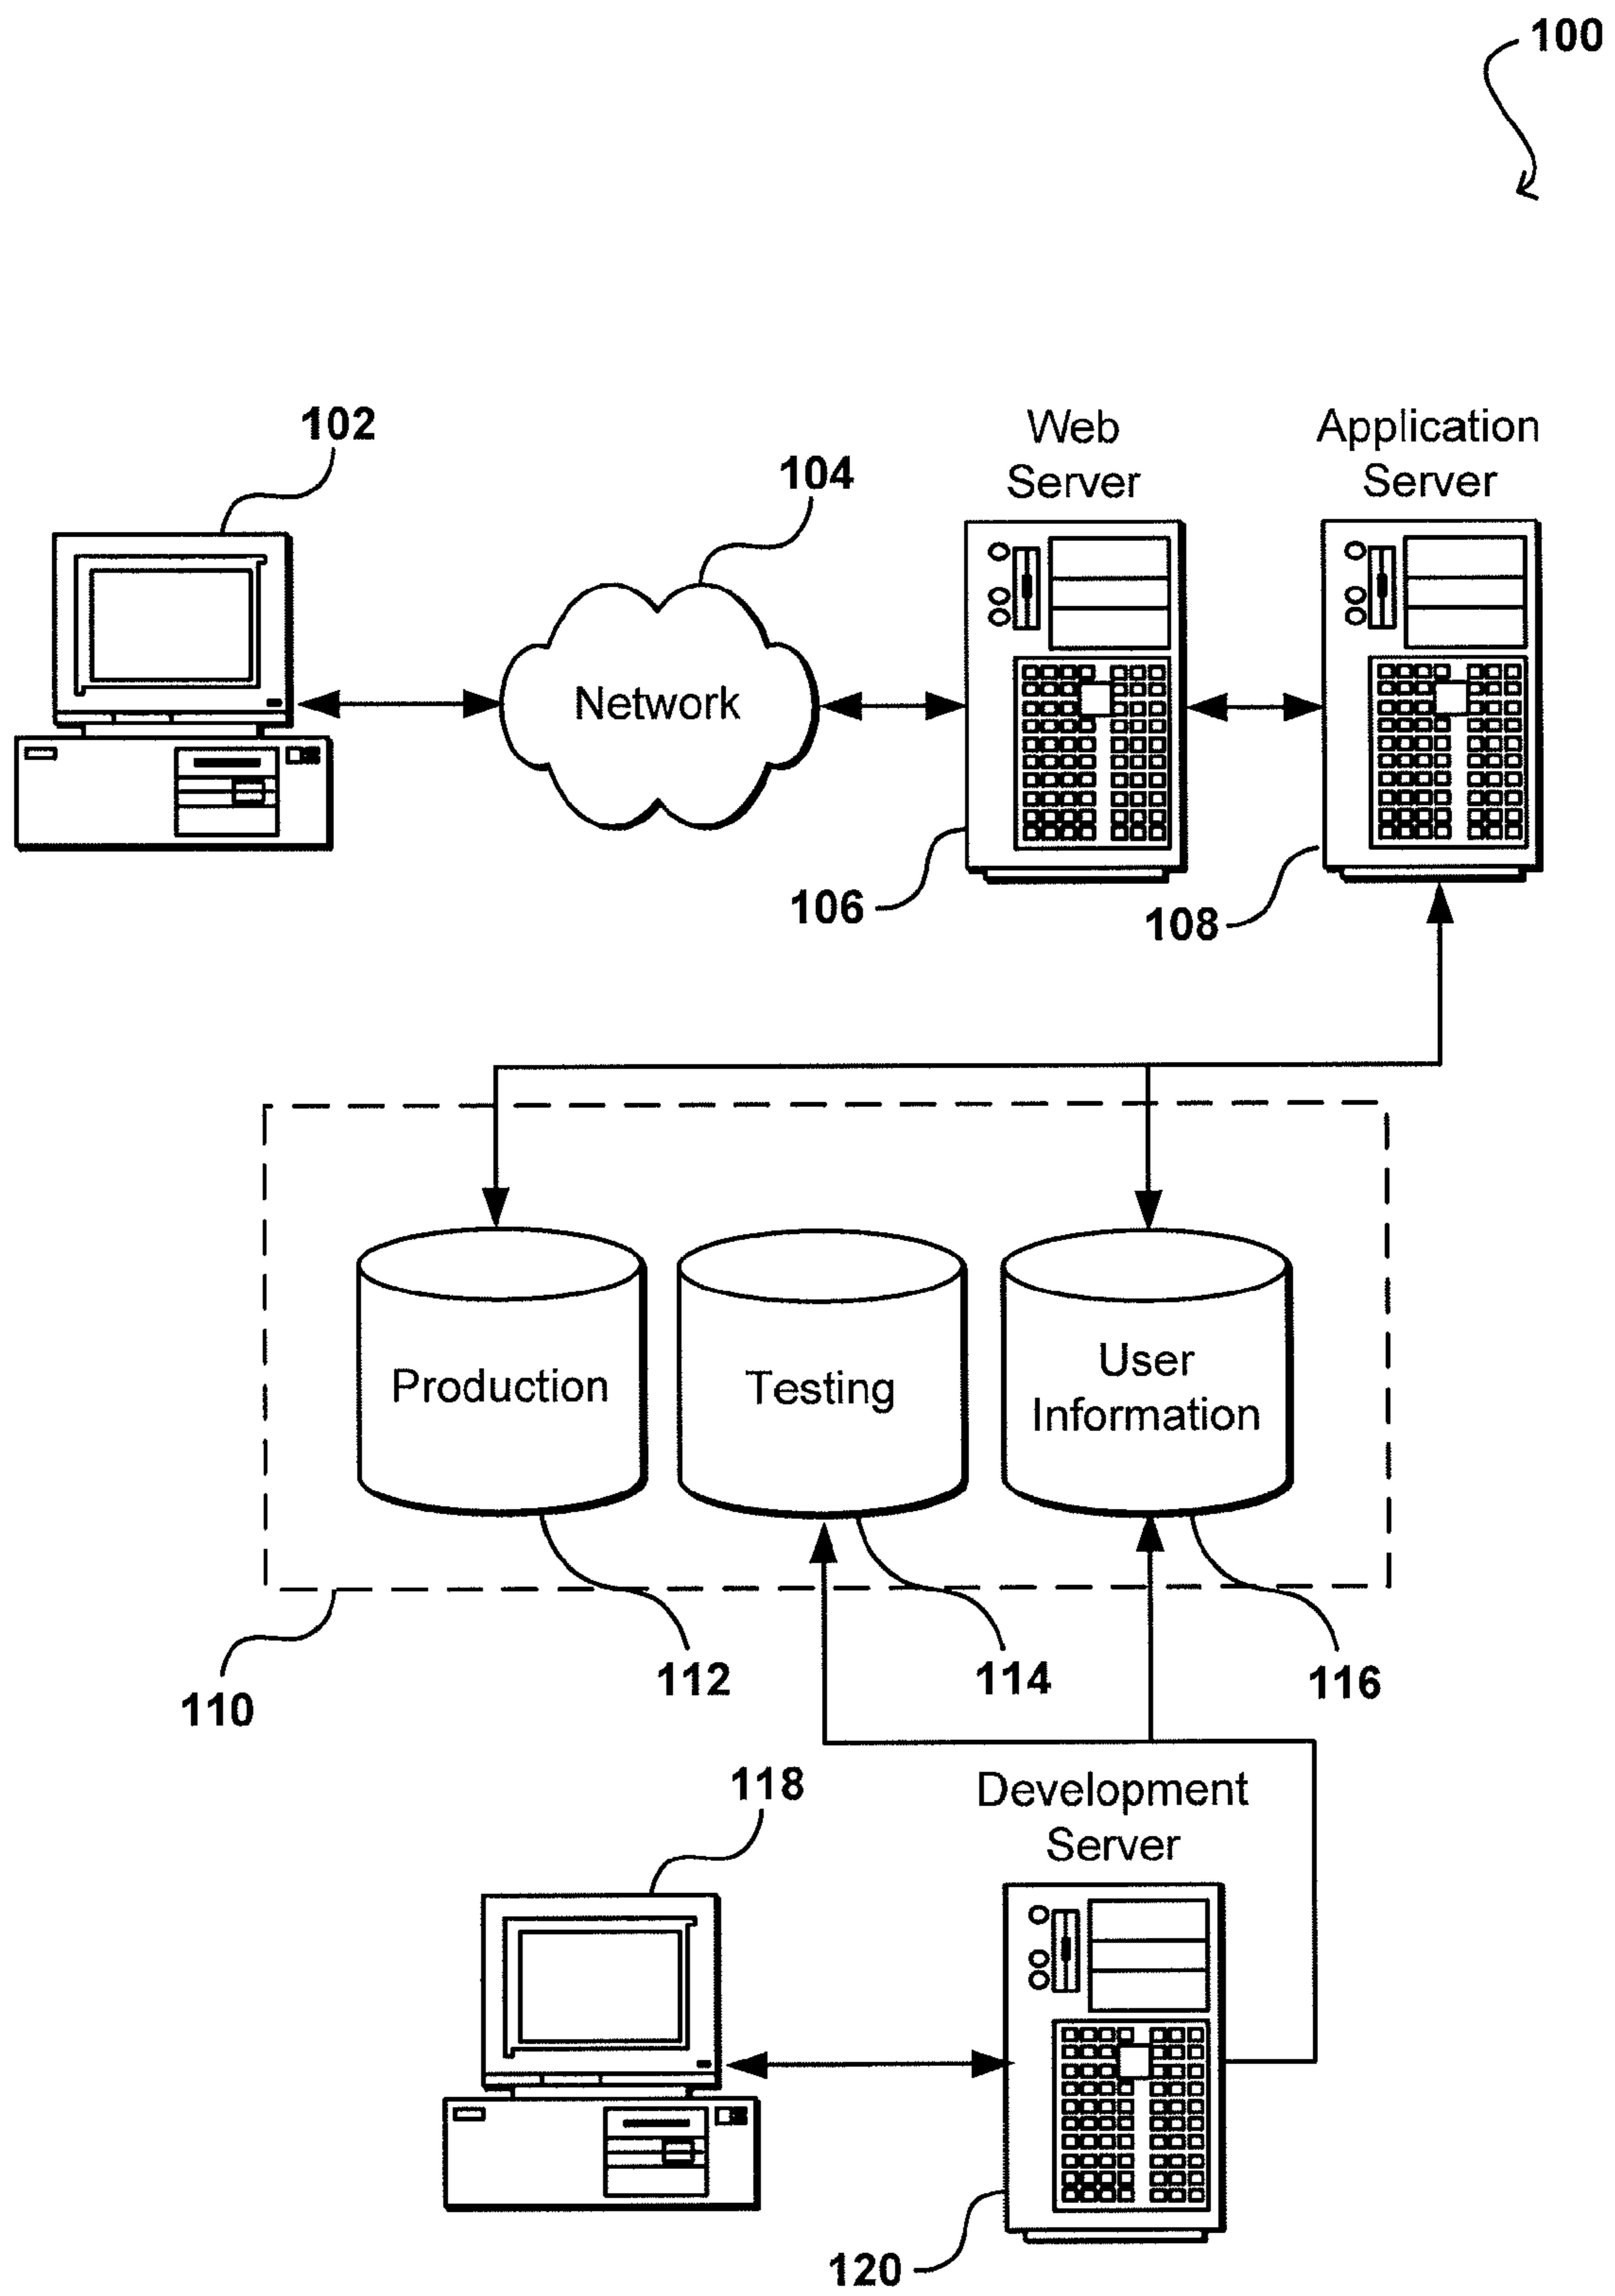 100
102
104
Web
Server
Application
Server
Network
106
108
Production
Testing
User
Information
110
112
114
116
118
Development
Server
120